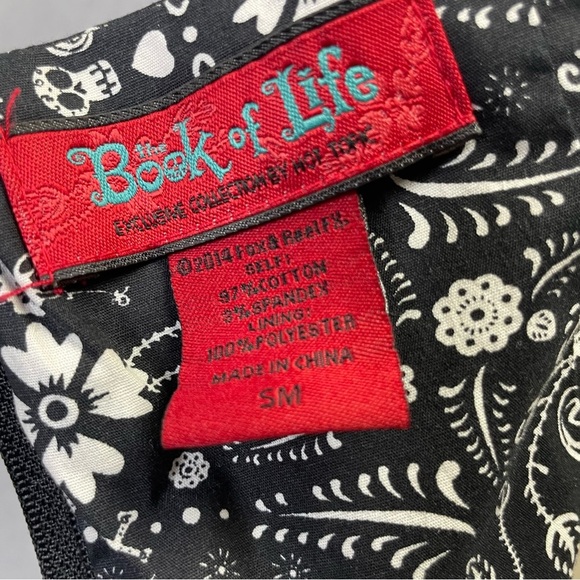 the
Book of Life
EXCLUSIVE COLLECTION BY HOT TOPIC
©2014 Fox & Reel F.S.
SELF:
97% COTTON
3% SPANDEX
LINING:
100% POLYESTER
MADE IN CHINA
SM